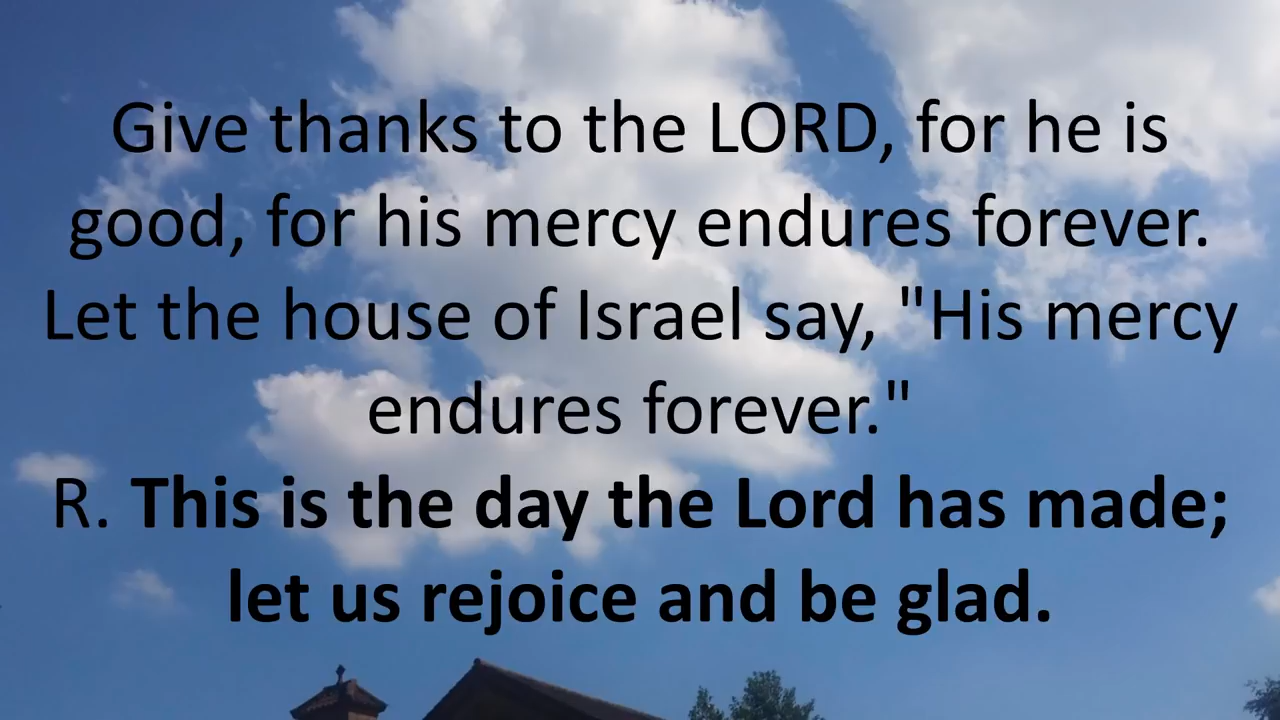 Give thanks to the LORD, for he is
good, for his mercy endures forever.
Let the house of Israel say, "His mercy
endures forever."
R. This is the day the Lord has made;
let us rejoice and be glad.